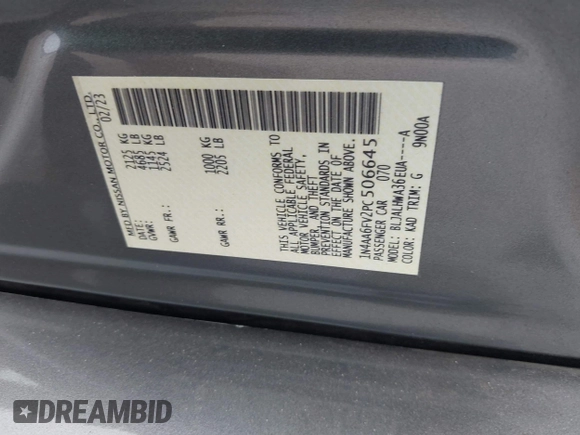 MFD BY NISSAN MOTOR CO., LTD.
DATE: 02/23
GVWR: 2125 KG
4685 LB
GAWR FR: 1145 KG
2524 LB
GAWR RR: 1000 KG
2205 LB
THIS VEHICLE CONFORMS TO
ALL APPLICABLE FEDERAL
MOTOR VEHICLE SAFETY,
BUMPER, AND THEFT
PREVENTION STANDARDS IN
EFFECT ON THE DATE OF
MANUFACTURE SHOWN ABOVE.
1N4AA6FV2PC506645
PASSENGER CAR 070
MODEL: BLJALHWA36EUA-----A
COLOR: KAD TRIM: G 9N00A
DREAMBID